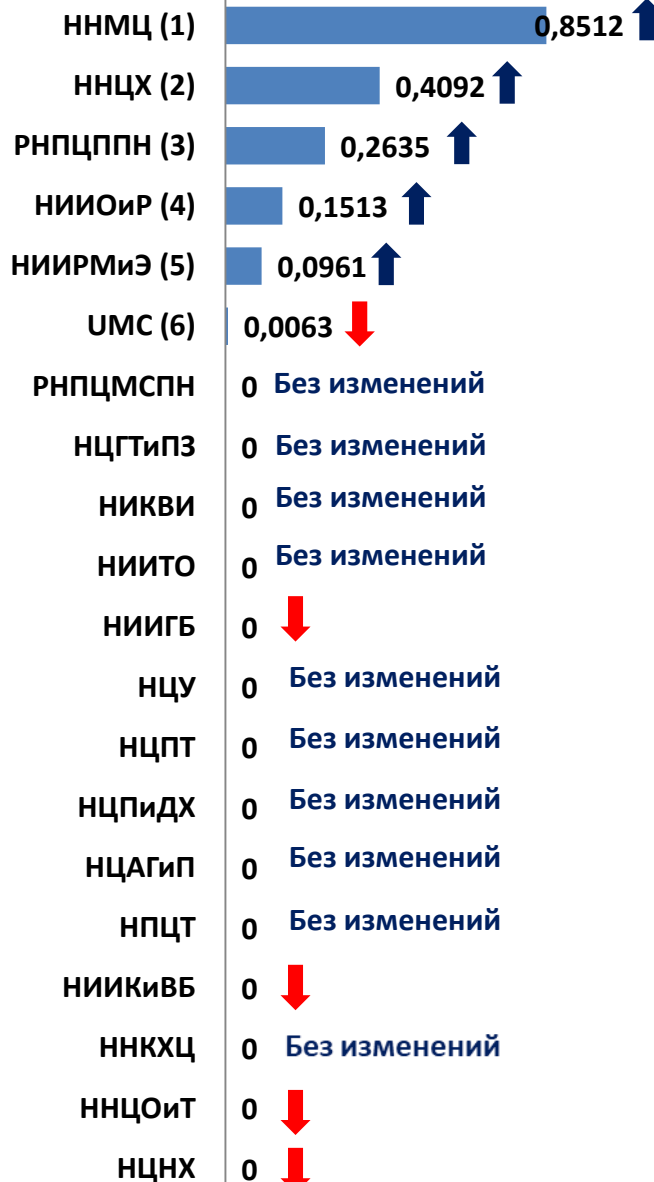 ННМЦ (1) 0,8512
ННЦХ (2) 0,4092
РНПЦППН (3) 0,2635
НИИОиР (4) 0,1513
НИИРМиЭ (5) 0,0961
UMC (6) 0,0063
РНПЦМСПН 0 Без изменений
НЦГТиПЗ 0 Без изменений
НИКВИ 0 Без изменений
НИИТО 0 Без изменений
НИИГБ 0
НЦУ 0 Без изменений
НЦПТ 0 Без изменений
НЦПиДХ 0 Без изменений
НЦАГиП 0 Без изменений
НПЦТ 0 Без изменений
НИИКиВБ 0
ННКХЦ 0 Без изменений
ННЦОиТ 0
НЦНХ 0